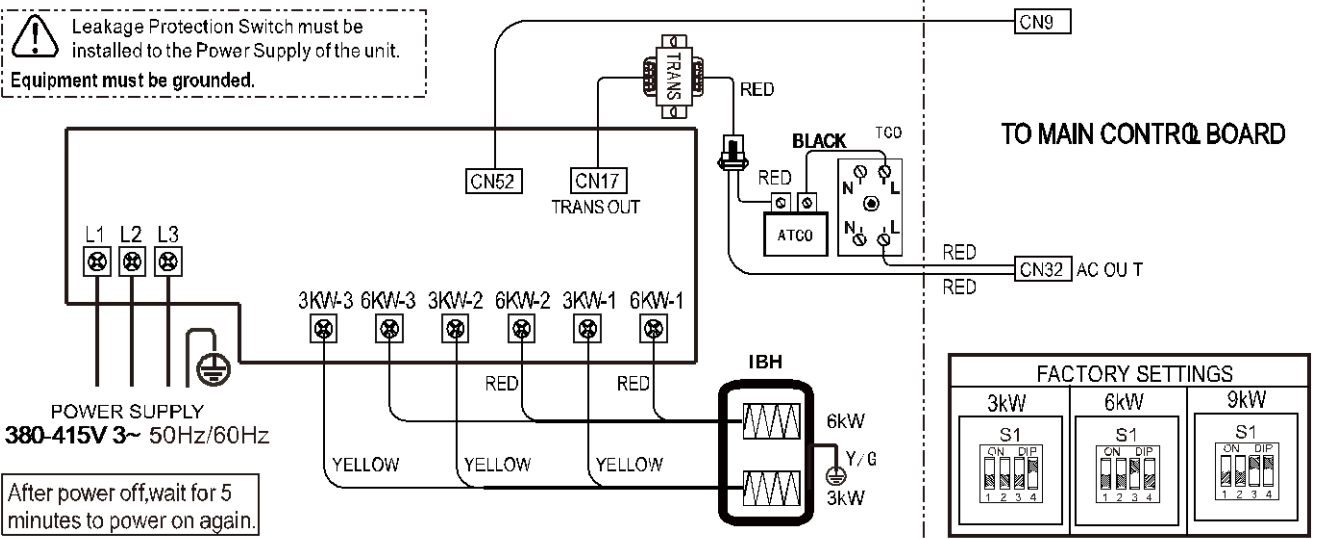 Leakage Protection Switch must be
installed to the Power Supply of the unit.
Equipment must be grounded.
CN9
TRANS
RED
TO MAIN CONTROL BOARD
BLACK
TCO
CN52
CN17
TRANS OUT
RED
N
L
ATCO
N
L
L1 L2 L3
RED
CN32 AC OUT
RED
3KW-3 6KW-3 3KW-2 6KW-2 3KW-1 6KW-1
IBH
RED
RED
POWER SUPPLY
380-415V 3~ 50Hz/60Hz
6kW
YELLOW
YELLOW
YELLOW
Y/G
3kW
After power off,wait for 5
minutes to power on again.
FACTORY SETTINGS
3kW 6kW 9kW
S1 S1 S1
ON DIP ON DIP ON DIP
1 2 3 4 1 2 3 4 1 2 3 4